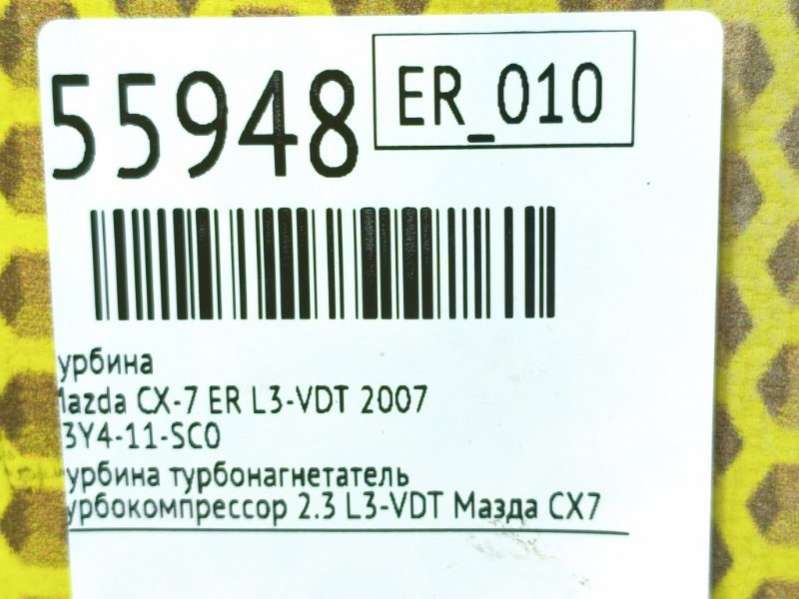 55948
ER_010
урбина
Mazda CX-7 ER L3-VDT 2007
3Y4-11-SC0
урбина турбонагнетатель
урбокомпрессор 2.3 L3-VDT Мазда CX7